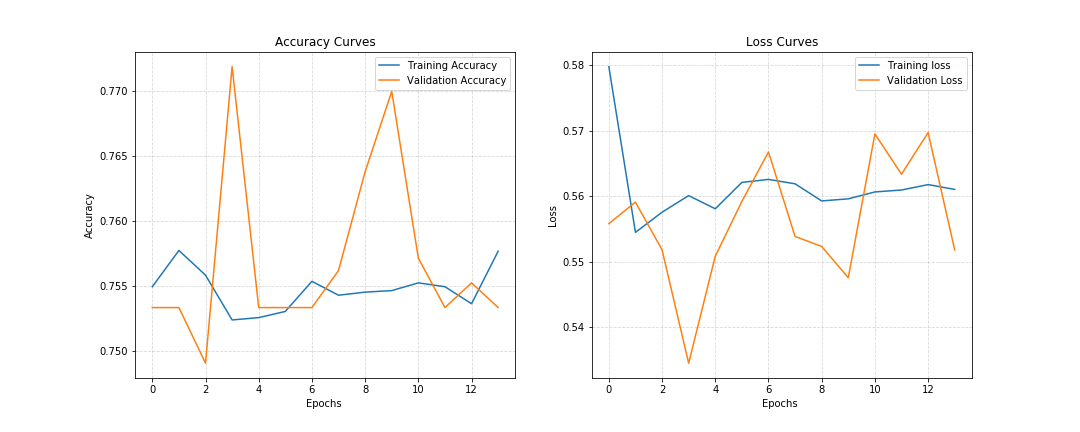 Accuracy Curves
Training Accuracy
Validation Accuracy
0.770
0.765
0.760
0.755
0.750
Accuracy
0 2 4 6 8 10 12
Epochs
Loss Curves
Training loss
Validation Loss
0.58
0.57
0.56
0.55
0.54
Loss
0 2 4 6 8 10 12
Epochs